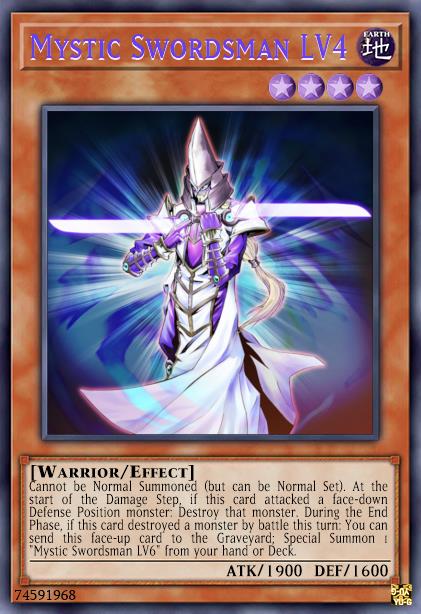 Mystic Swordsman LV4
EARTH
地
[Warrior/Effect]
Cannot be Normal Summoned (but can be Normal Set). At the
start of the Damage Step, if this card attacked a face-down
Defense Position monster: Destroy that monster. During the End
Phase, if this card destroyed a monster by battle this turn: You can
send this face-up card to the Graveyard; Special Summon 1
"Mystic Swordsman LV6" from your hand or Deck.
ATK/1900 DEF/1600
74591968